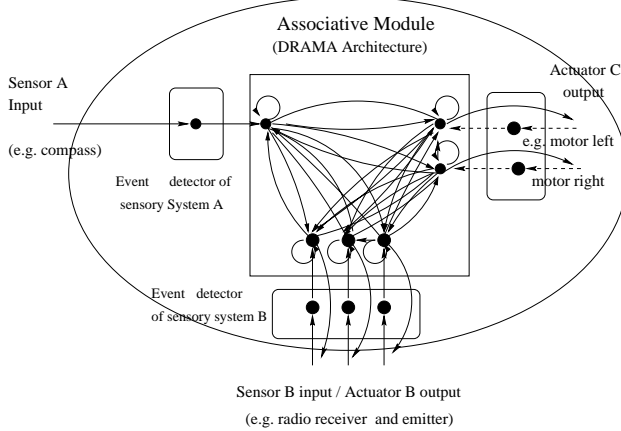 Associative Module
(DRAMA Architecture)
Sensor A
Input
(e.g. compass)
Event detector of
sensory System A
Actuator C
output
e.g. motor left
motor right
Event detector
of sensory system B
Sensor B input / Actuator B output
(e.g. radio receiver and emitter)